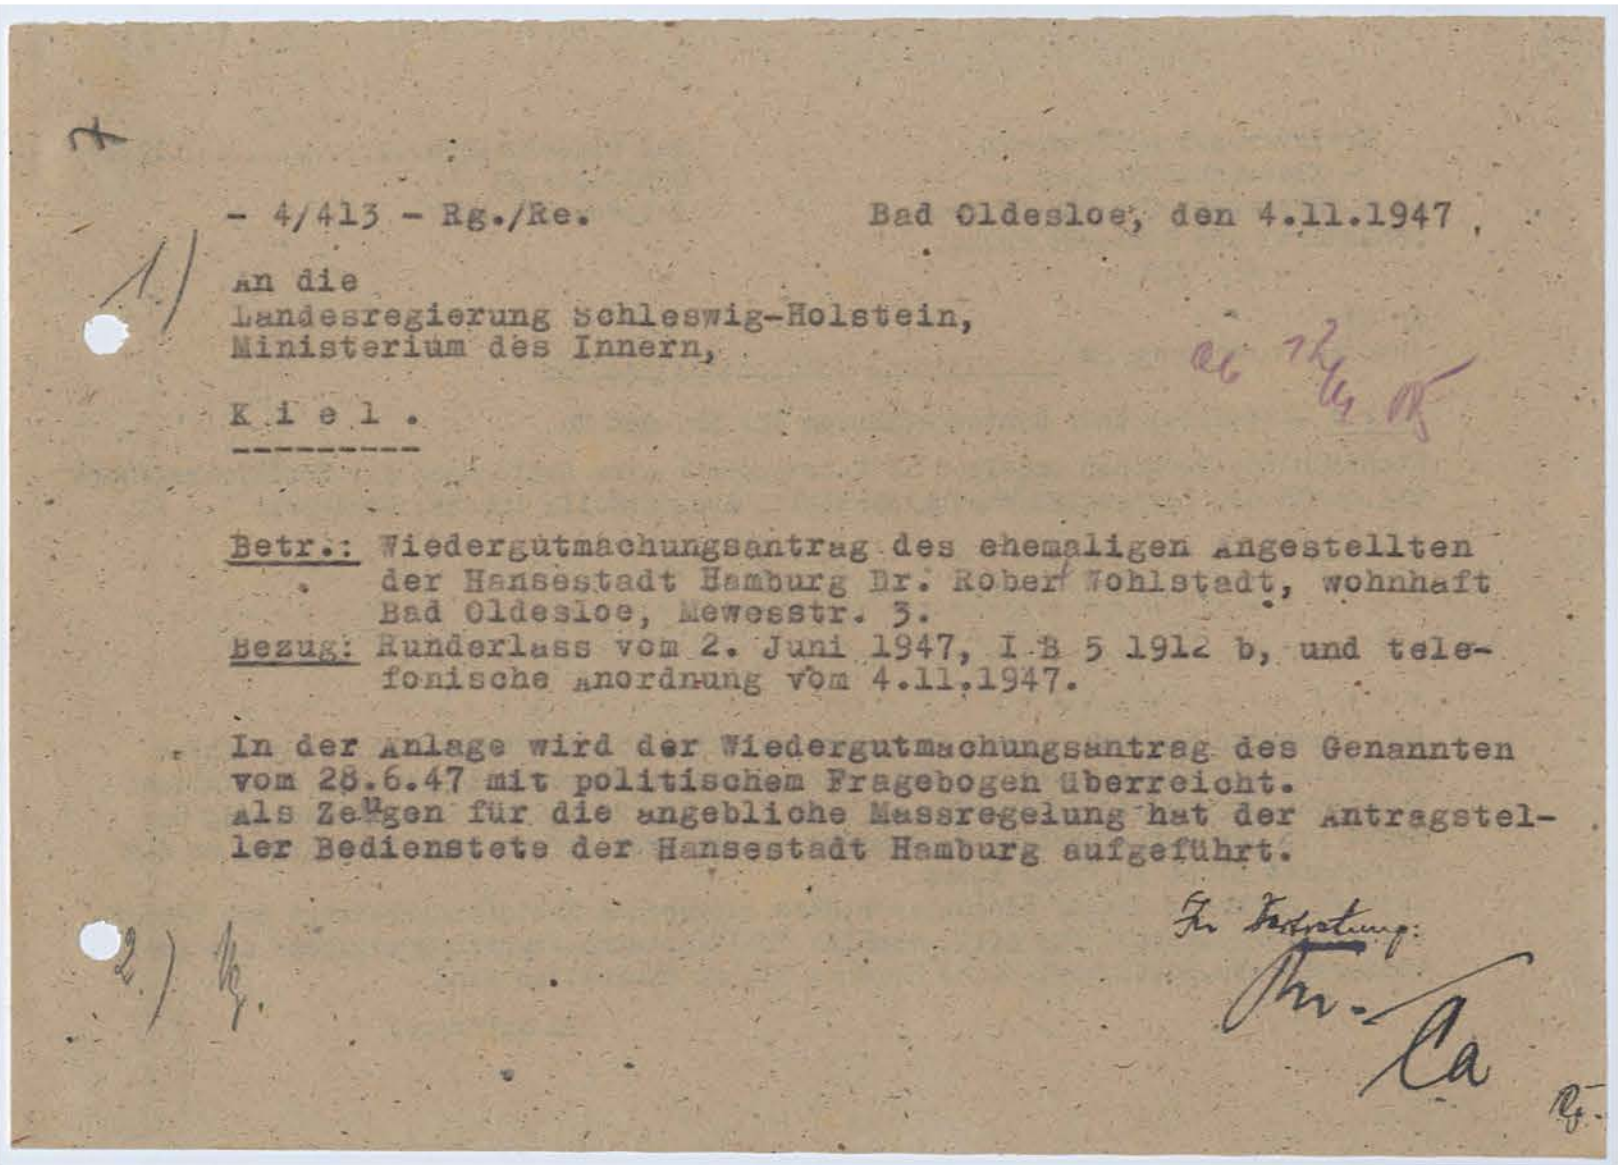 7
- 4/413 - Rg./Re. Bad Oldesloe, den 4.11.1947
1.) An die
Landesregierung Schleswig-Holstein,
Ministerium des Innern,
K i e l .
Betr.: Wiedergutmachungsantrag des ehemaligen Angestellten
der Hansestadt Hamburg Dr. Robert Wohlstadt, wohnhaft
Bad Oldesloe, Mewesstr. 3.
Bezug: Runderlass vom 2. Juni 1947, I B 5 1912 b, und tele-
fonische Anordnung vom 4.11.1947.
In der Anlage wird der Wiedergutmachungsantrag des Genannten
vom 28.6.47 mit politischem Fragebogen überreicht.
Als Zeugen für die angebliche Massregelung hat der Antragstel-
ler Bedienstete der Hansestadt Hamburg aufgeführt.
In Vertretung:
2.)
Ca